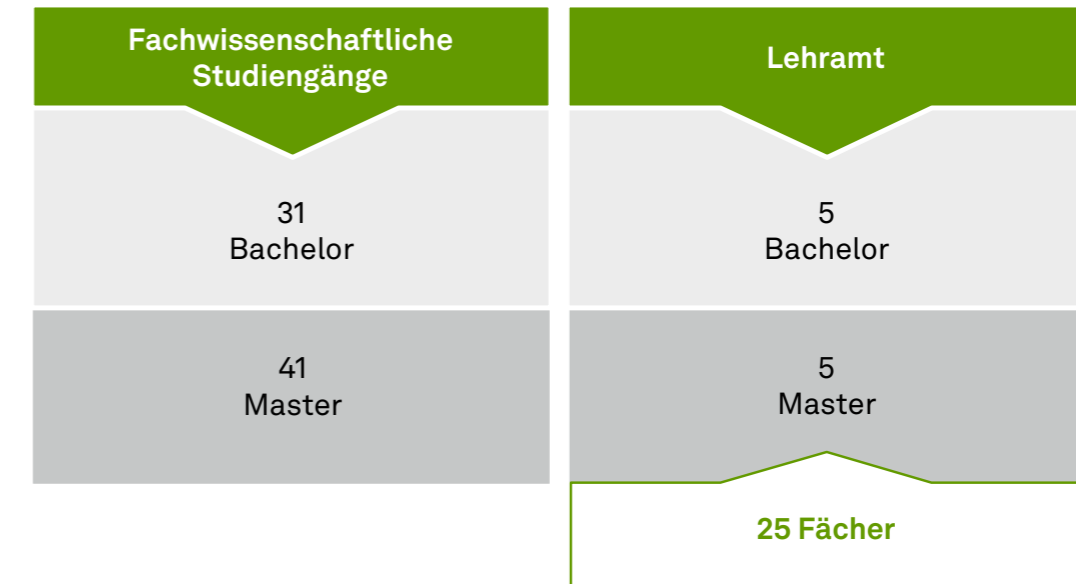 Fachwissenschaftliche
Studiengänge
31
Bachelor
41
Master
Lehramt
5
Bachelor
5
Master
25 Fächer